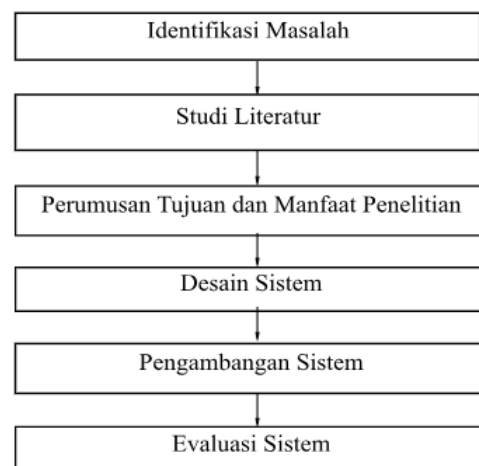 Identifikasi Masalah
Studi Literatur
Perumusan Tujuan dan Manfaat Penelitian
Desain Sistem
Pengambangan Sistem
Evaluasi Sistem